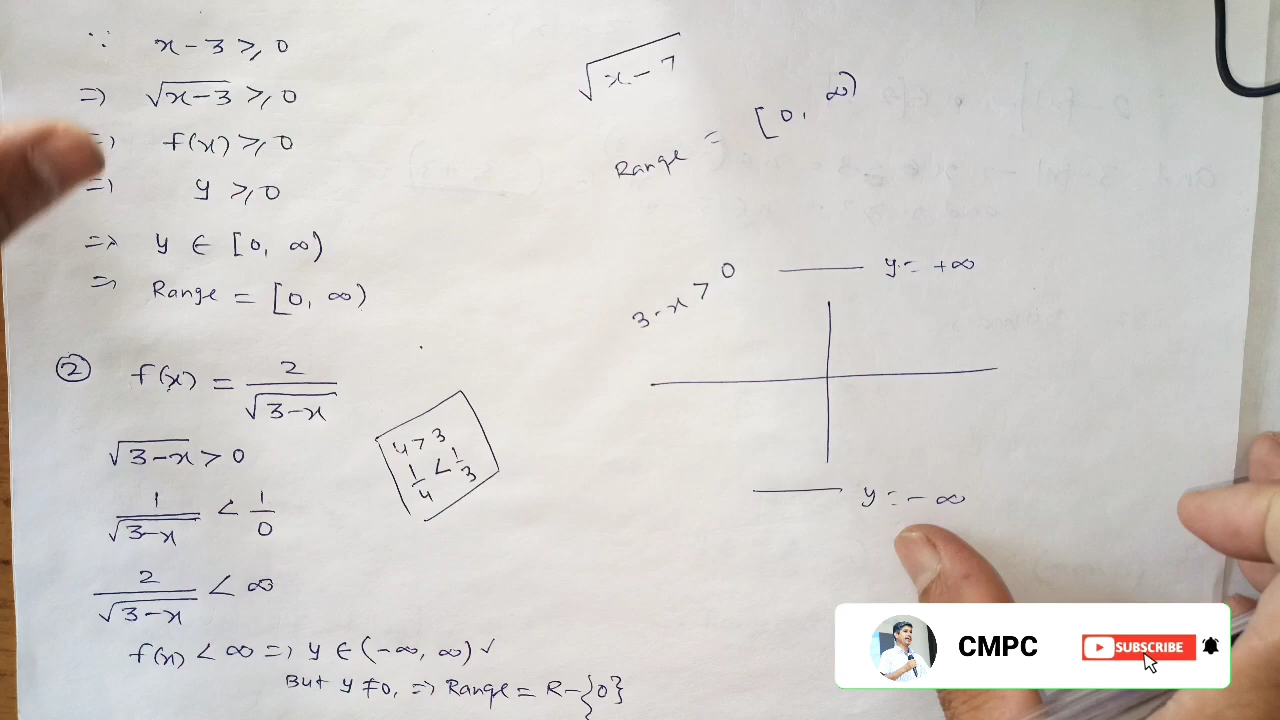 ∵ x-3 ≥ 0
⇒ √x-3 ≥ 0
⇒ f(x) ≥ 0
⇒ y ≥ 0
⇒ y ∈ [0, ∞)
⇒ Range = [0, ∞)
② f(x) = 2/√3-x
√3-x > 0
1/√3-x < 1/0
2/√3-x < ∞
f(x) < ∞ ⇒ y ∈ (-∞, ∞) ✓
But y ≠ 0, ⇒ Range = R-{0}
4 > 3
1/4 < 1/3
√x-7
Range = [0, ∞)
3-x > 0
y = +∞
y = -∞
CMPC
SUBSCRIBE